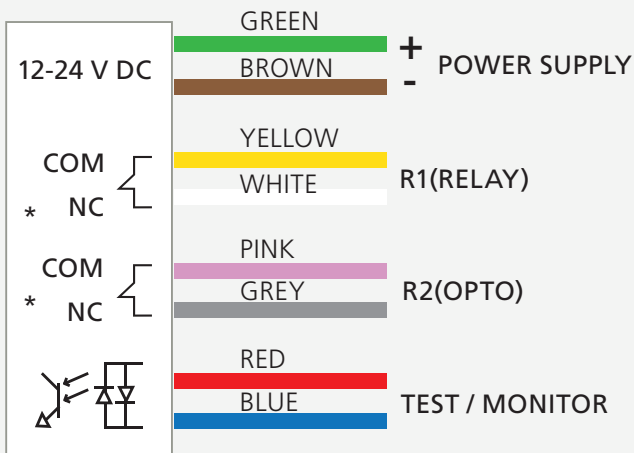 GREEN
12-24 V DC
BROWN
+
-
POWER SUPPLY
YELLOW
COM
WHITE
* NC
R1(RELAY)
PINK
COM
GREY
* NC
R2(OPTO)
RED
BLUE
TEST / MONITOR